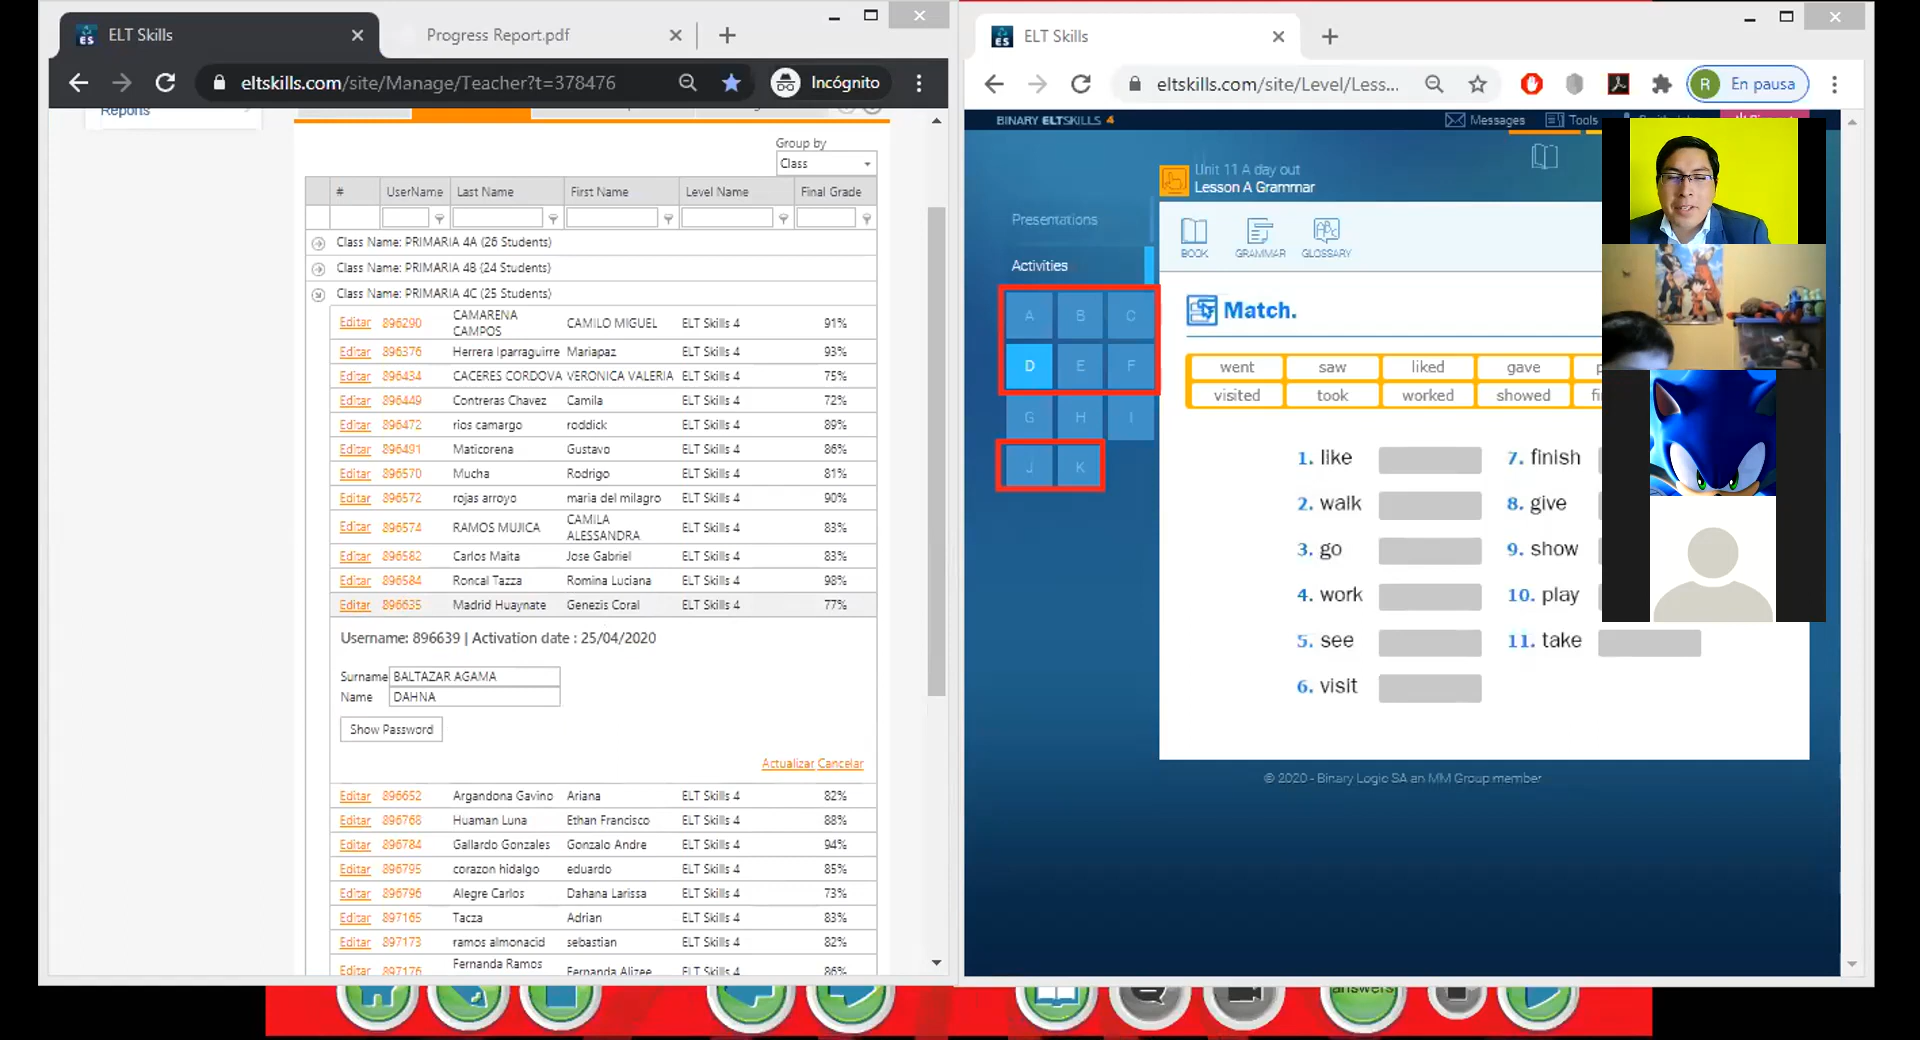 ELT Skills
Progress Report.pdf
eltskills.com/site/Manage/Teacher?t=378476
Incógnito
Reports
Group by
Class
# UserName Last Name First Name Level Name Final Grade
Class Name: PRIMARIA 4A (26 Students)
Class Name: PRIMARIA 4B (24 Students)
Class Name: PRIMARIA 4C (25 Students)
Editar 896290 CAMARENA CAMPOS CAMILO MIGUEL ELT Skills 4 91%
Editar 896376 Herrera Iparraguirre Mariapaz ELT Skills 4 93%
Editar 896434 CACERES CORDOVA VERONICA VALERIA ELT Skills 4 75%
Editar 896449 Contreras Chavez Camila ELT Skills 4 72%
Editar 896472 rios camargo roddick ELT Skills 4 89%
Editar 896491 Maticorena Gustavo ELT Skills 4 86%
Editar 896570 Mucha Rodrigo ELT Skills 4 81%
Editar 896572 rojas arroyo maria del milagro ELT Skills 4 90%
Editar 896574 RAMOS MUJICA CAMILA ALESSANDRA ELT Skills 4 83%
Editar 896582 Carlos Maita Jose Gabriel ELT Skills 4 83%
Editar 896584 Roncal Tazza Romina Luciana ELT Skills 4 98%
Editar 896635 Madrid Huaynate Genezis Coral ELT Skills 4 77%
Username: 896639 | Activation date : 25/04/2020
Surname BALTAZAR AGAMA
Name DAHNA
Show Password
Actualizar Cancelar
Editar 896652 Argandona Gavino Ariana ELT Skills 4 82%
Editar 896768 Huaman Luna Ethan Francisco ELT Skills 4 88%
Editar 896784 Gallardo Gonzales Gonzalo Andre ELT Skills 4 94%
Editar 896795 corazon hidalgo eduardo ELT Skills 4 85%
Editar 896796 Alegre Carlos Dahana Larissa ELT Skills 4 73%
Editar 897165 Tacza Adrian ELT Skills 4 83%
Editar 897173 ramos almonacid sebastian ELT Skills 4 82%
Editar 897176 Fernanda Ramos Fernanda Alizee ELT Skills 4 86%
ELT Skills
eltskills.com/site/Level/Less...
R En pausa
BINARY ELTSKILLS 4
Messages Tools
Unit 11 A day out
Lesson A Grammar
Presentations
Activities
BOOK GRAMMAR GLOSSARY
A B C
D E F
G H I
J K
Match.
went saw liked gave
visited took worked showed
1. like 7. finish
2. walk 8. give
3. go 9. show
4. work 10. play
5. see 11. take
6. visit
© 2020 - Binary Logic SA an MM Group member
answers